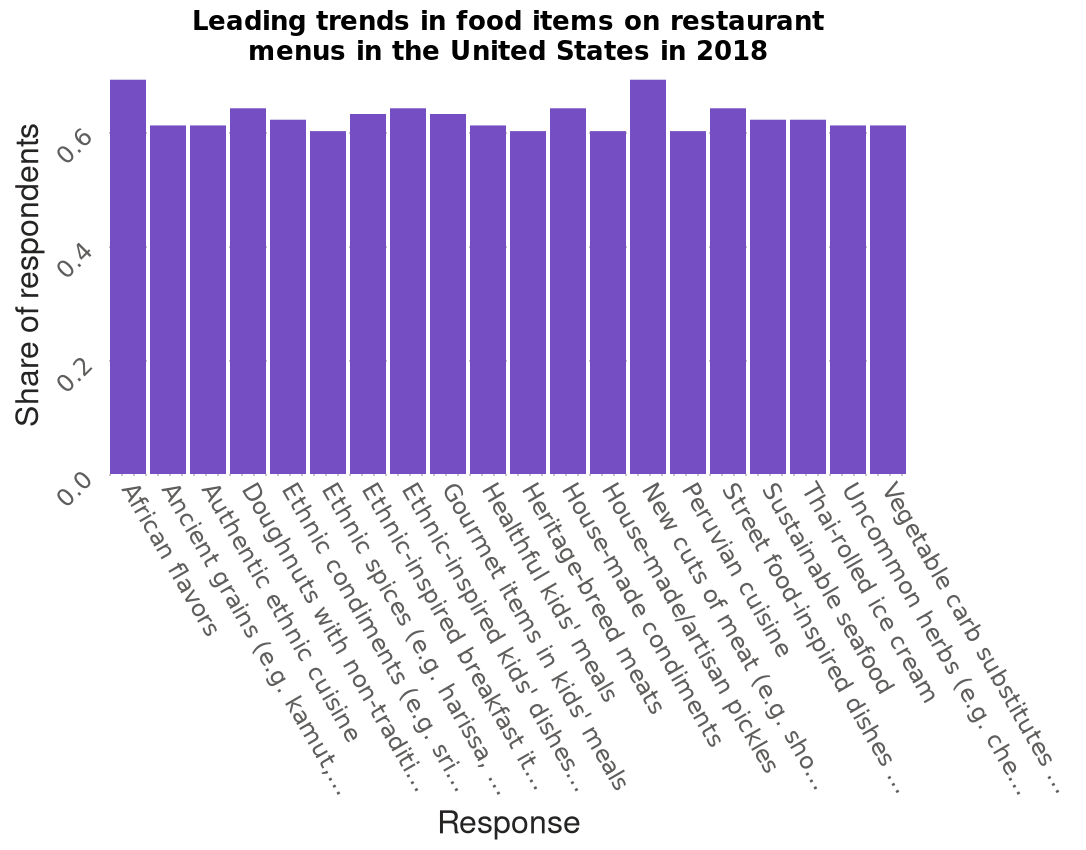 Leading trends in food items on restaurant
menus in the United States in 2018
Share of respondents
0.6
0.4
0.2
0.0
African flavors
Ancient grains (e.g. kamut,...
Authentic ethnic cuisine
Doughnuts with non-traditi...
Ethnic condiments (e.g. sri...
Ethnic spices (e.g. harissa, ...
Ethnic-inspired breakfast it...
Ethnic-inspired kids' dishes...
Gourmet items in kids' meals
Healthful kids' meals
Heritage-breed meats
House-made condiments
House-made/artisan pickles
New cuts of meat (e.g. sho...
Peruvian cuisine
Street food-inspired dishes ...
Sustainable seafood
Thai-rolled ice cream
Uncommon herbs (e.g. che...
Vegetable carb substitutes ...
Response